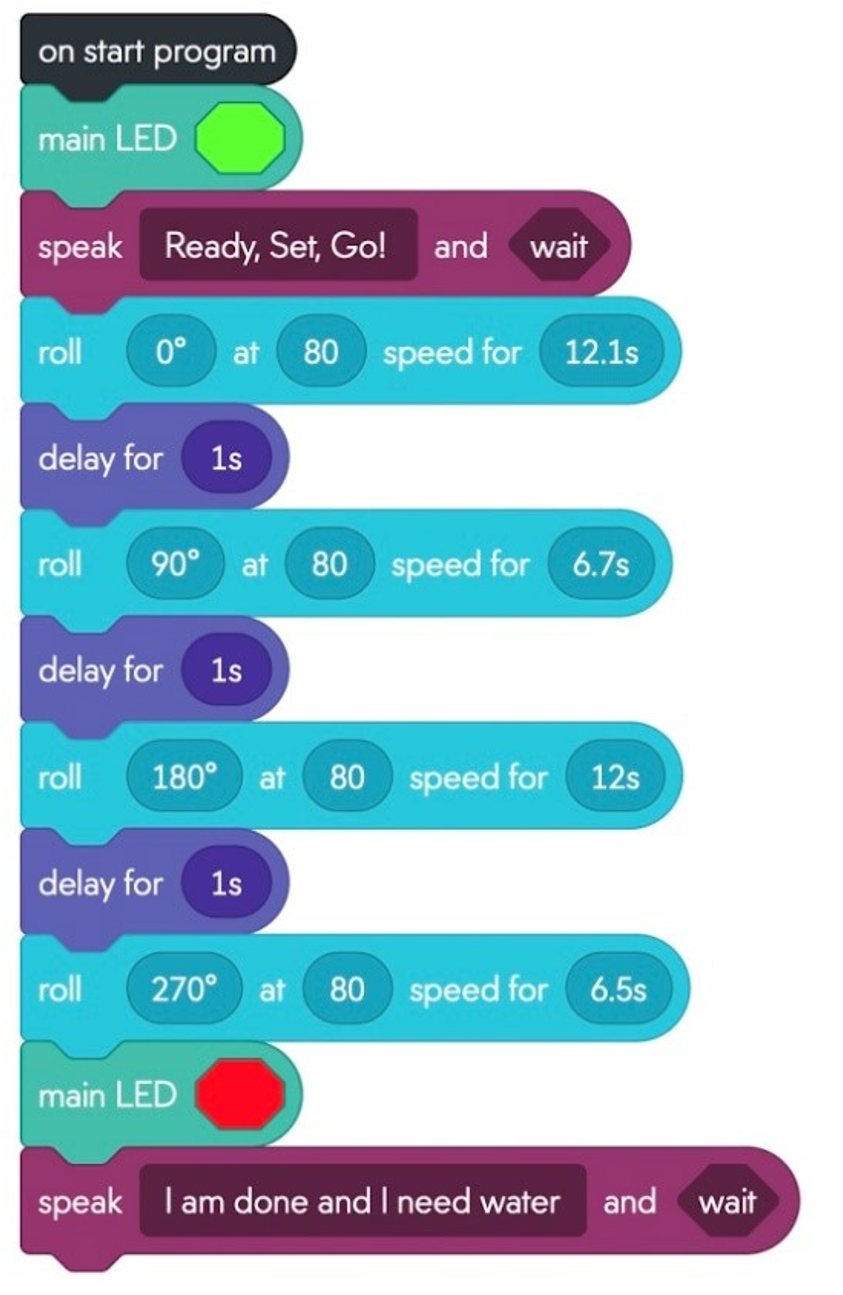 on start program
main LED
speak Ready, Set, Go! and wait
roll 0° at 80 speed for 12.1s
delay for 1s
roll 90° at 80 speed for 6.7s
delay for 1s
roll 180° at 80 speed for 12s
delay for 1s
roll 270° at 80 speed for 6.5s
main LED
speak I am done and I need water and wait